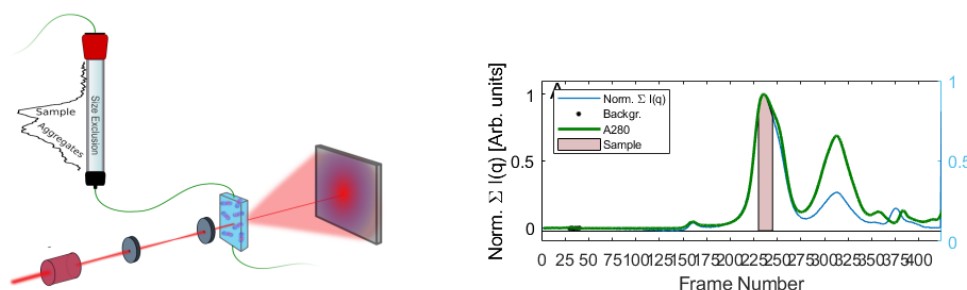 Sample
Aggregates
Size Exclusion
A
Norm. Σ I(q) [Arb. units]
1
0.5
0
Norm. Σ I(q)
Backgr.
A280
Sample
1
0.5
0
0 25 50 75 100 125 150 175 200 225 250 275 300 325 350 375 400
Frame Number